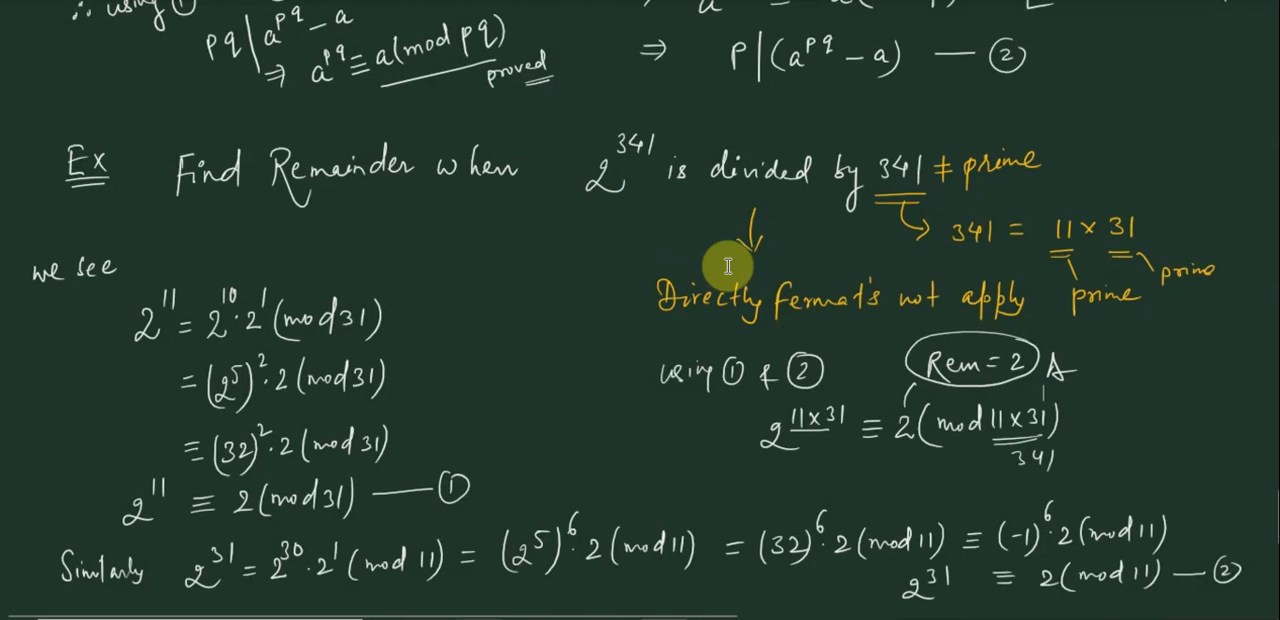 ∴ using ①
pq | a^{pq} - a
⇒ a^{pq} ≡ a(mod pq)
proved
⇒ p | (a^{pq} - a) — ②
Ex Find Remainder when 2^{341} is divided by 341 ≠ prime
↳ 341 = 11 × 31
prime prime
Directly fermat's not apply
we see
2^{11} = 2^{10} · 2^1 (mod 31)
= (2^5)^2 · 2 (mod 31)
≡ (32)^2 · 2 (mod 31)
2^{11} ≡ 2 (mod 31) — ①
using ① & ② Rem = 2 A
2^{11×31} ≡ 2 (mod 11×31)
341
Similarly 2^{31} = 2^{30} · 2^1 (mod 11) = (2^5)^6 · 2 (mod 11) = (32)^6 · 2 (mod 11) ≡ (-1)^6 · 2 (mod 11)
2^{31} ≡ 2 (mod 11) — ②